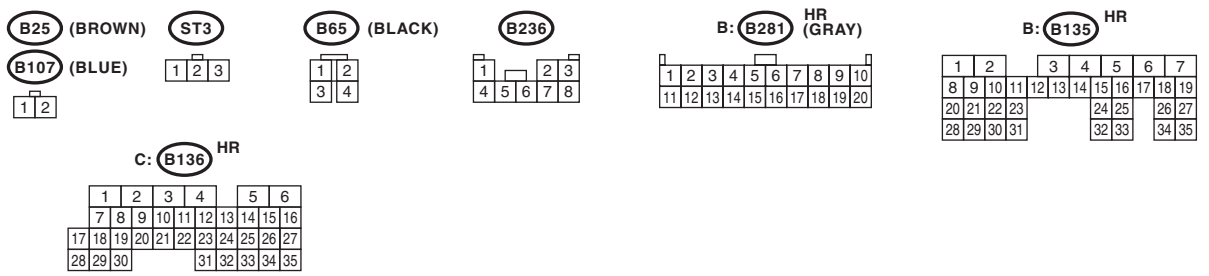 B25 (BROWN)
B107 (BLUE)
1 2
ST3
1 2 3
B65 (BLACK)
1 2
3 4
B236
1 2 3
4 5 6 7 8
B: B281 HR (GRAY)
1 2 3 4 5 6 7 8 9 10
11 12 13 14 15 16 17 18 19 20
B: B135 HR
1 2 3 4 5 6 7
8 9 10 11 12 13 14 15 16 17 18 19
20 21 22 23 24 25 26 27
28 29 30 31 32 33 34 35
C: B136 HR
1 2 3 4 5 6
7 8 9 10 11 12 13 14 15 16
17 18 19 20 21 22 23 24 25 26 27
28 29 30 31 32 33 34 35